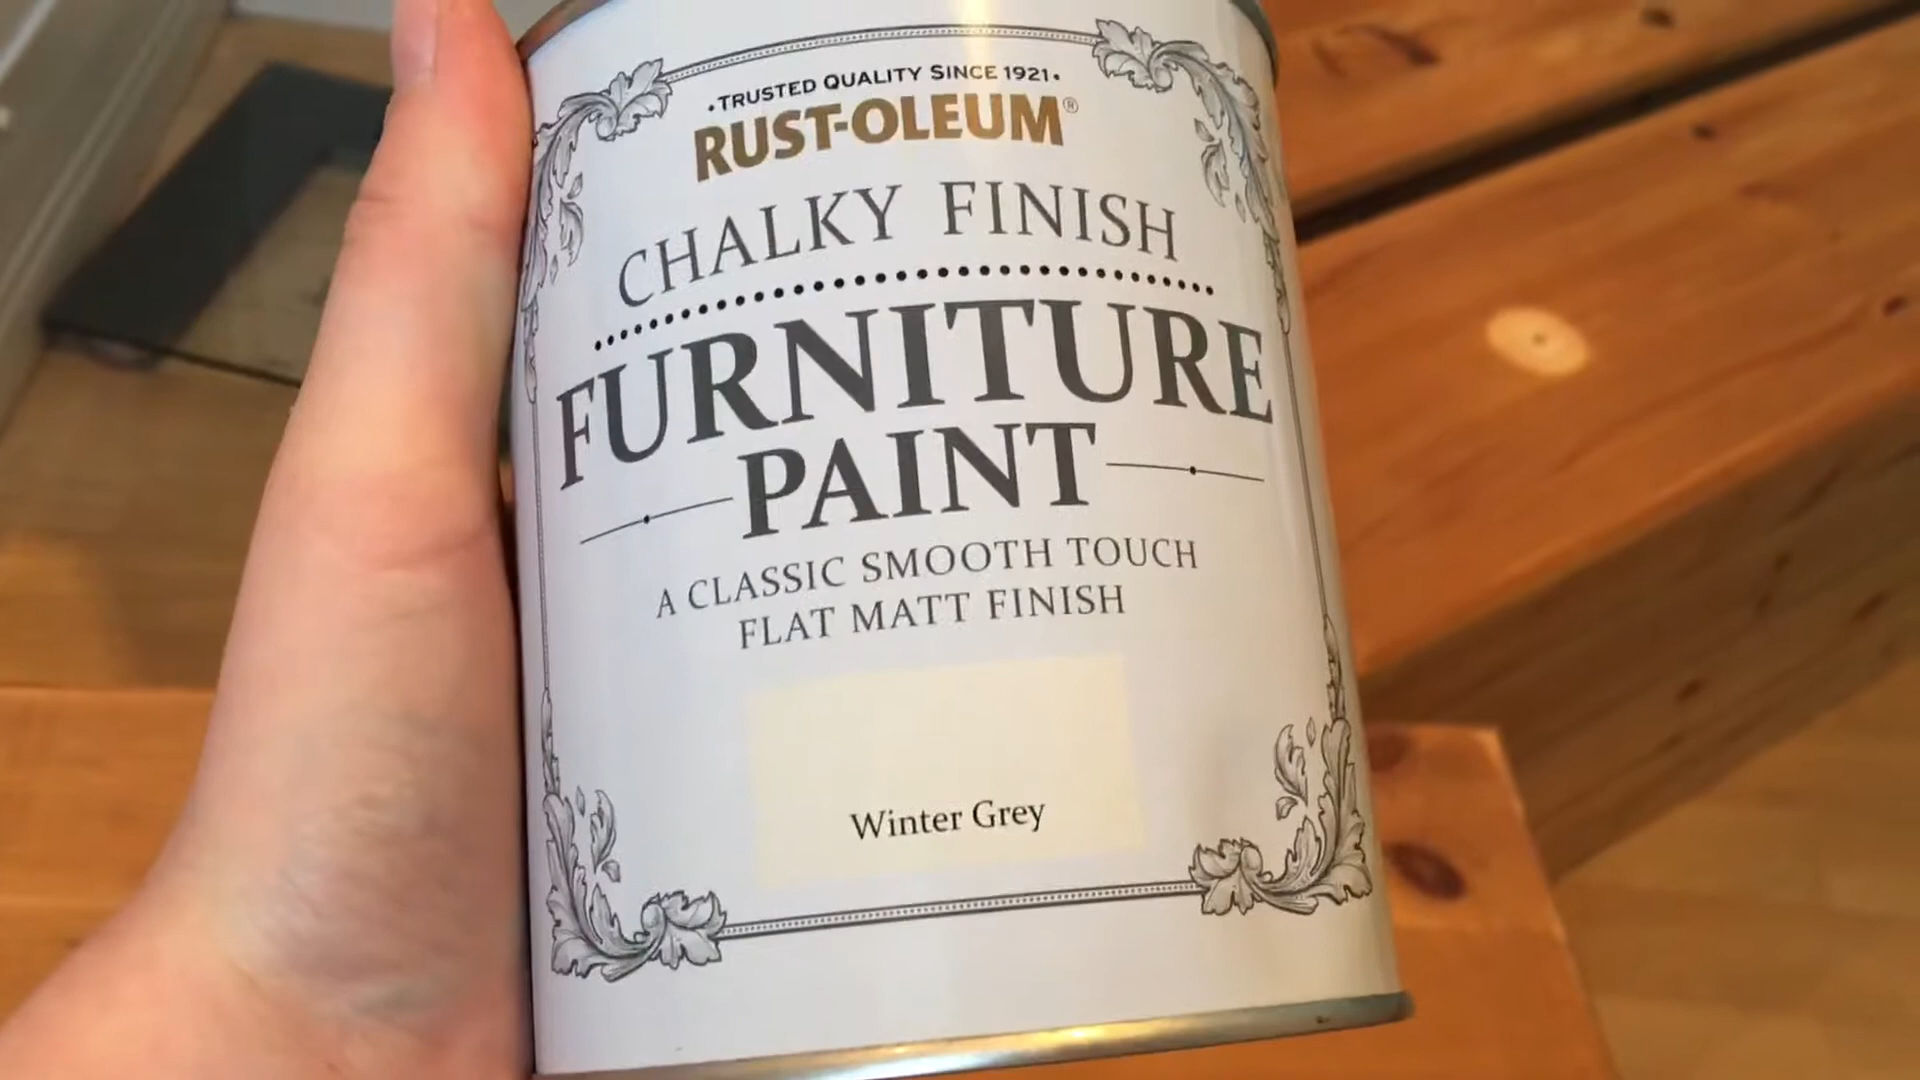 • TRUSTED QUALITY SINCE 1921 •
RUST-OLEUM®
CHALKY FINISH
FURNITURE
PAINT
A CLASSIC SMOOTH TOUCH
FLAT MATT FINISH
Winter Grey